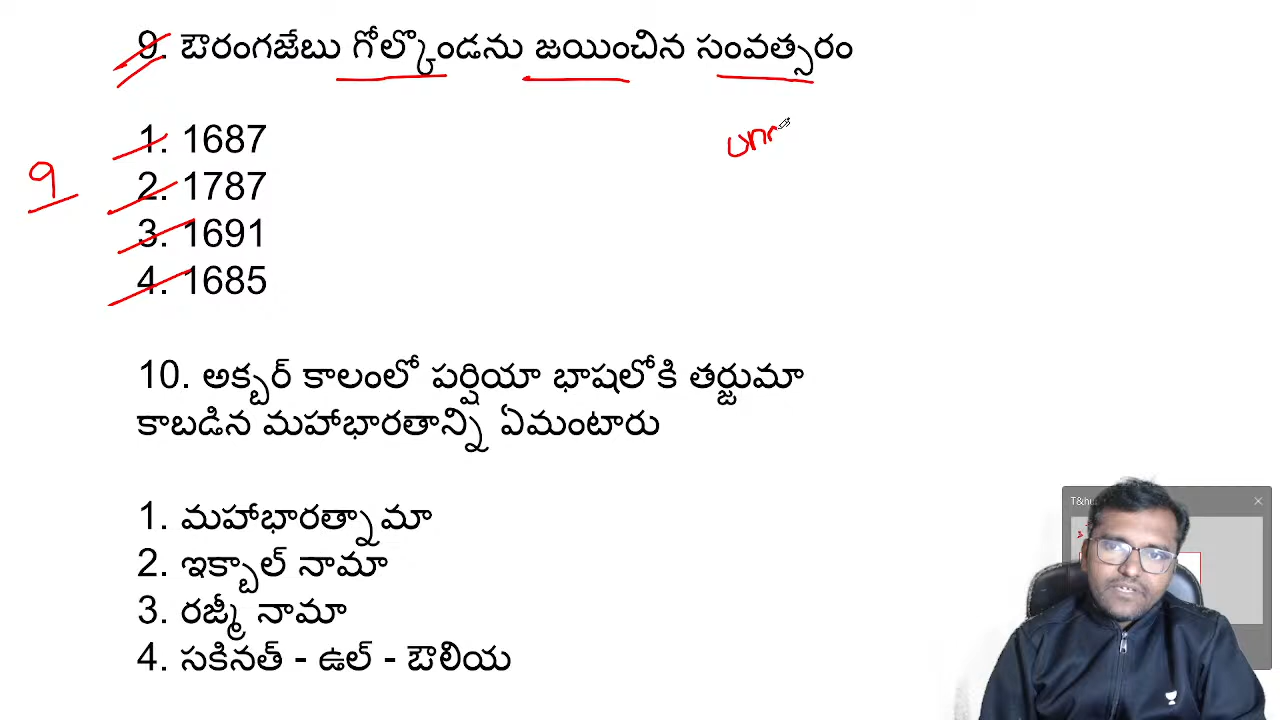 9. ఔరంగజేబు గోల్కొండను జయించిన సంవత్సరం
1. 1687
2. 1787
3. 1691
4. 1685
9
10. అక్బర్ కాలంలో పర్షియా భాషలోకి తర్జుమా
కాబడిన మహాభారతాన్ని ఏమంటారు
1. మహాభారత్నామా
2. ఇక్బాల్ నామా
3. రజ్మీ నామా
4. సకినత్ - ఉల్ - ఔలియ